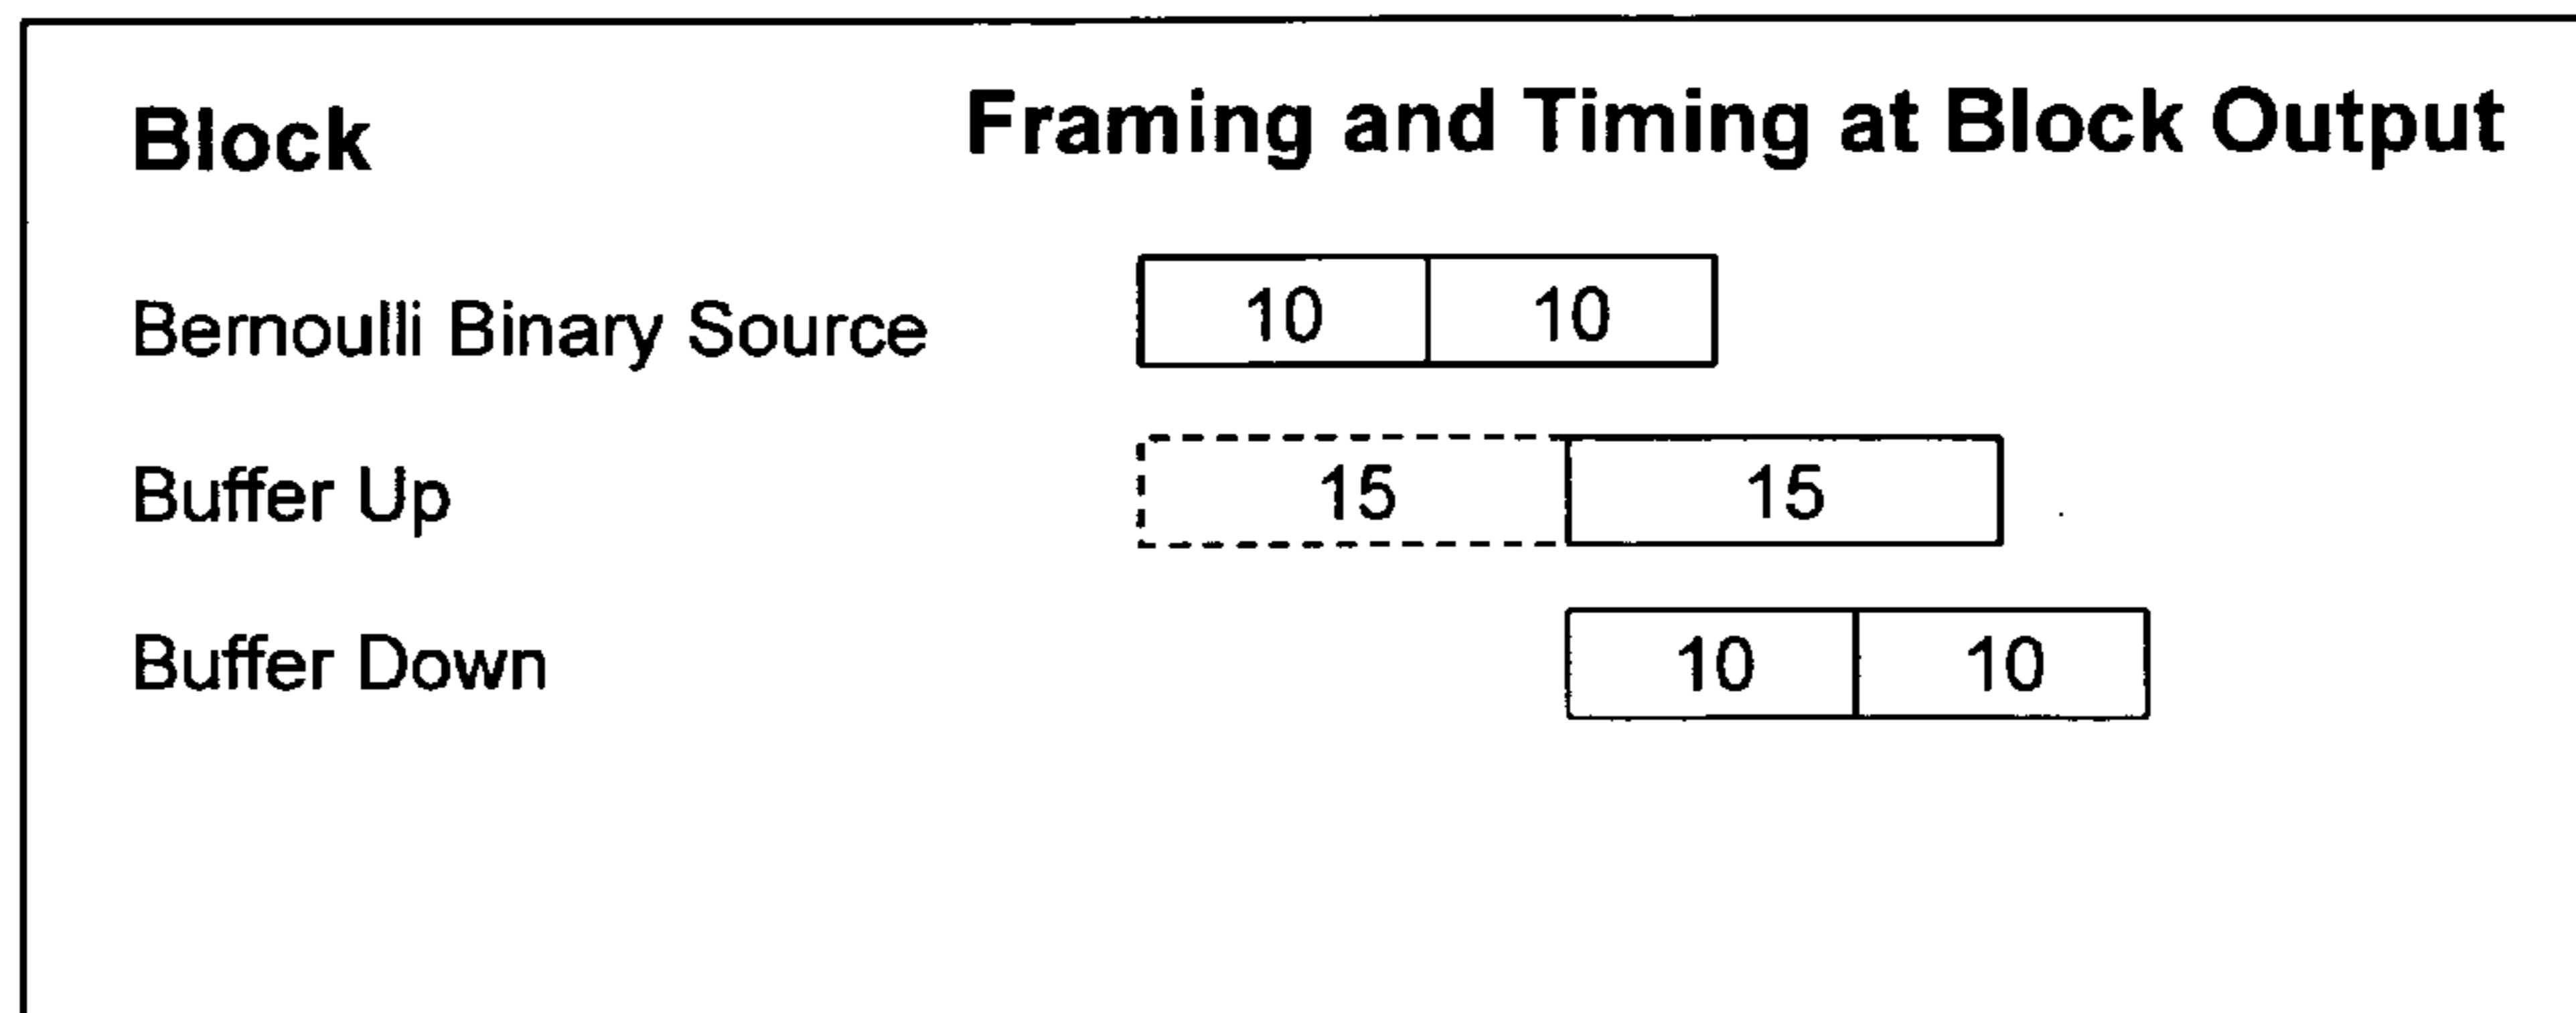 Block Framing and Timing at Block Output
Bernoulli Binary Source 10 10
Buffer Up 15 15
Buffer Down 10 10